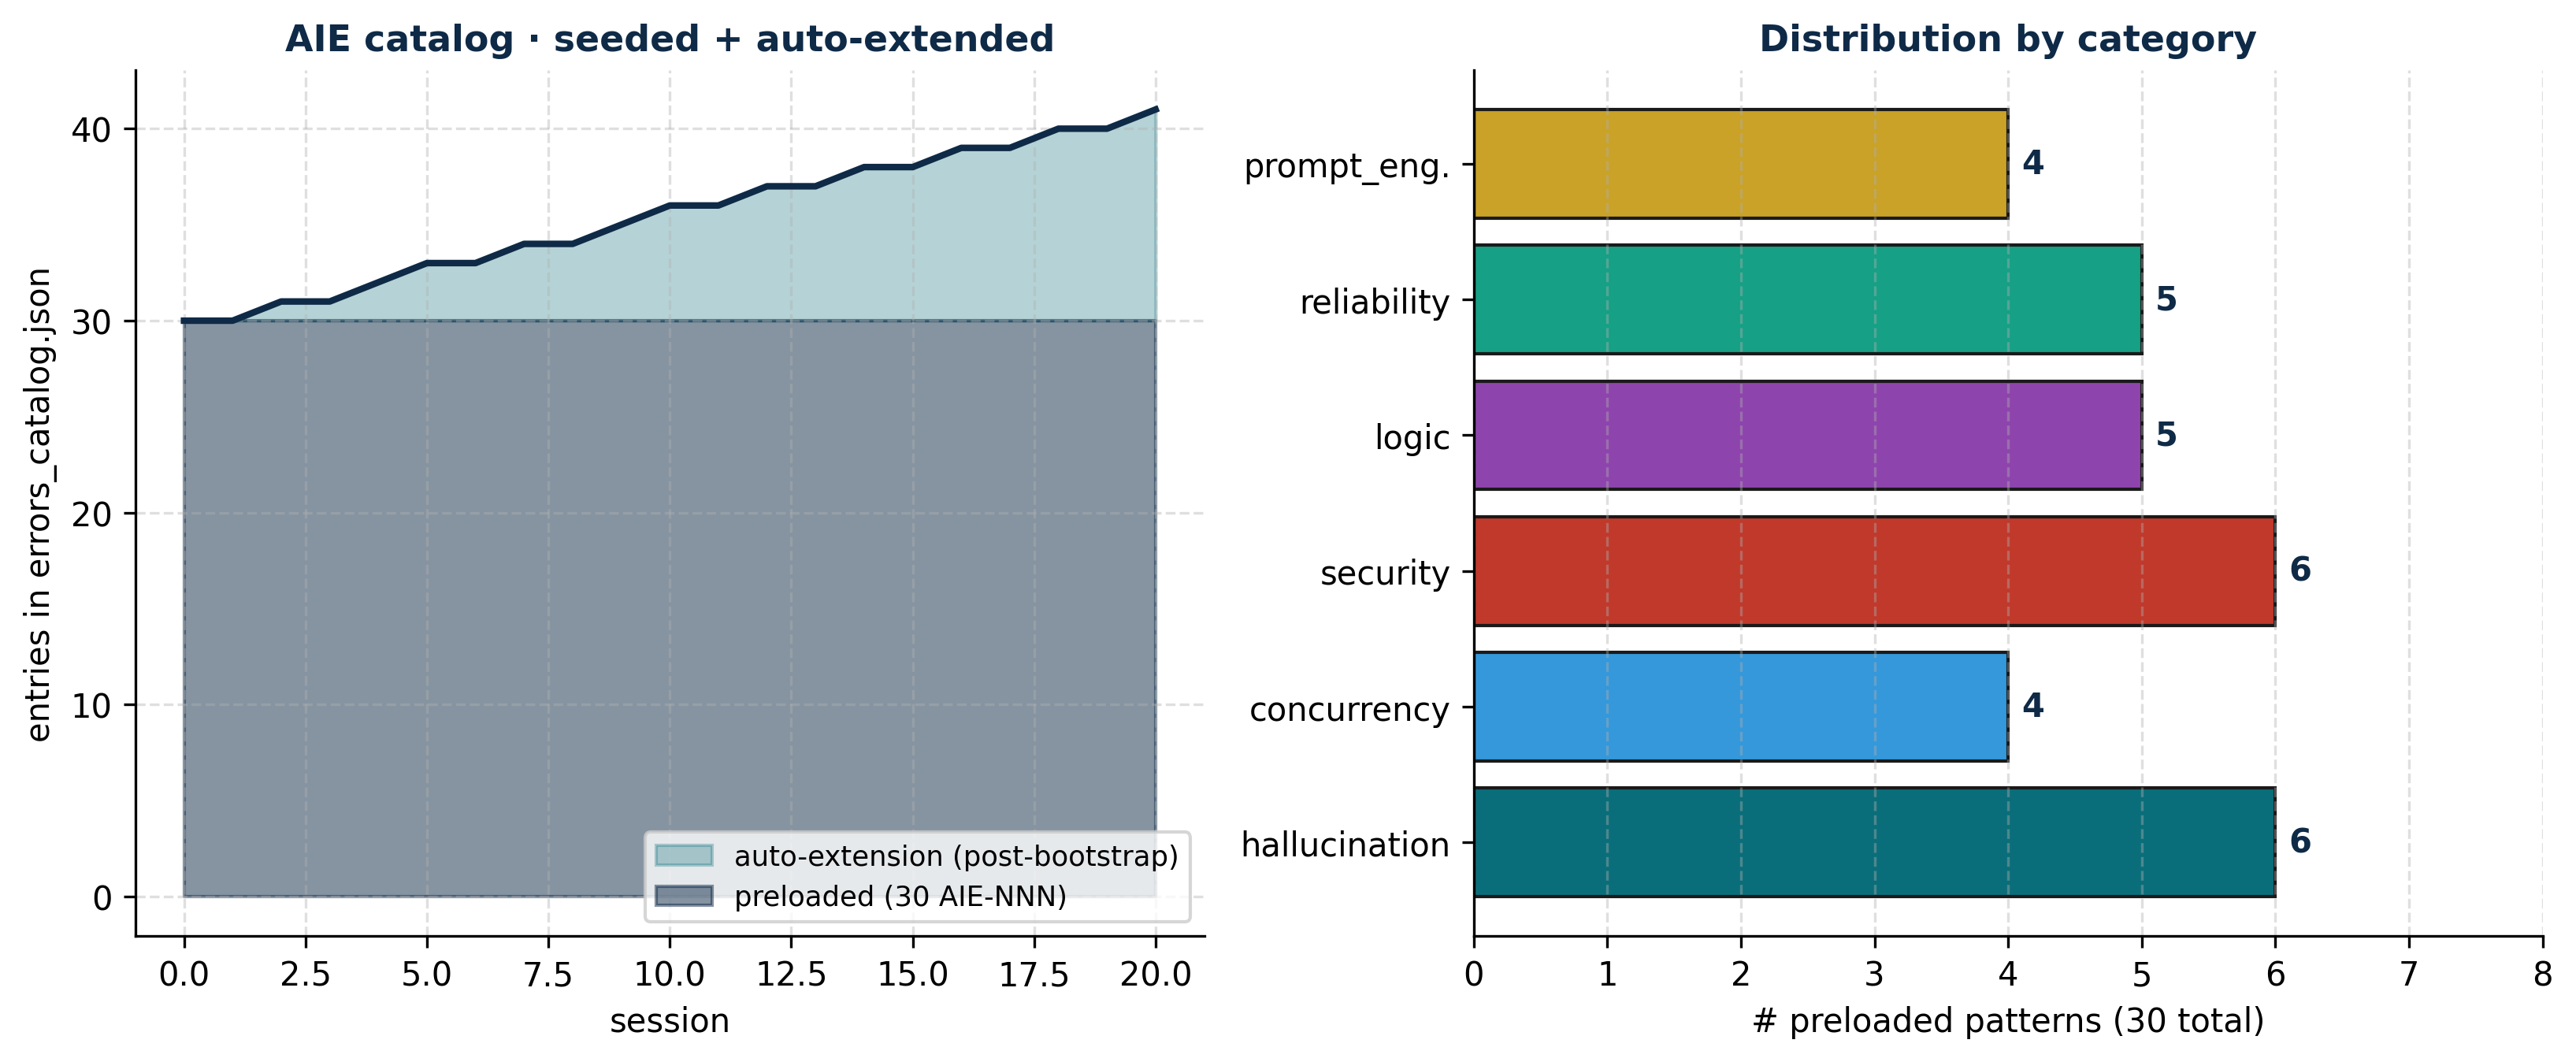 AIE catalog · seeded + auto-extended
entries in errors_catalog.json
40
30
20
10
0
auto-extension (post-bootstrap)
preloaded (30 AIE-NNN)
0.0 2.5 5.0 7.5 10.0 12.5 15.0 17.5 20.0
session
Distribution by category
prompt_eng. 4
reliability 5
logic 5
security 6
concurrency 4
hallucination 6
0 1 2 3 4 5 6 7 8
# preloaded patterns (30 total)